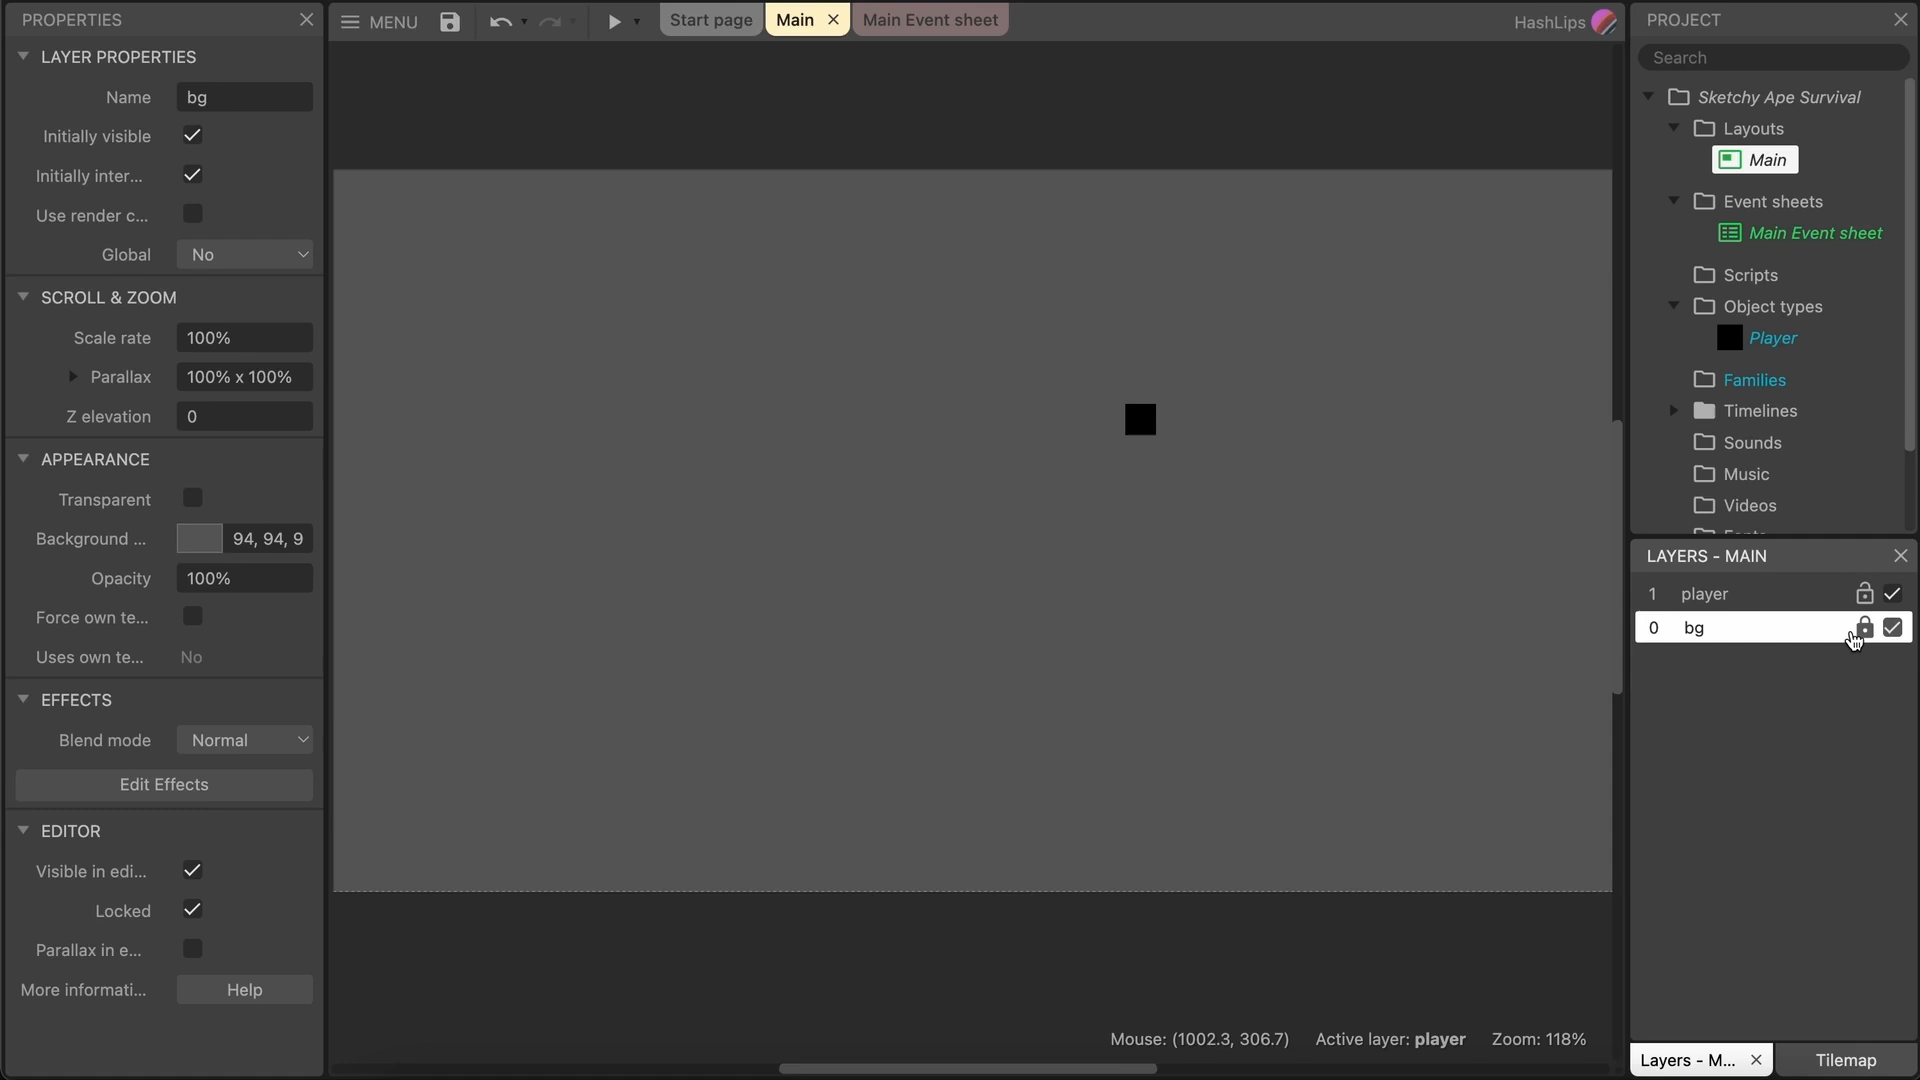 PROPERTIES
LAYER PROPERTIES
Name bg
Initially visible
Initially inter...
Use render c...
Global No
SCROLL & ZOOM
Scale rate 100%
Parallax 100% x 100%
Z elevation 0
APPEARANCE
Transparent
Background ... 94, 94, 9
Opacity 100%
Force own te...
Uses own te... No
EFFECTS
Blend mode Normal
Edit Effects
EDITOR
Visible in edi...
Locked
Parallax in e...
More informati... Help
MENU
Start page
Main
Main Event sheet
HashLips
Mouse: (1002.3, 306.7) Active layer: player Zoom: 118%
PROJECT
Search
Sketchy Ape Survival
Layouts
Main
Event sheets
Main Event sheet
Scripts
Object types
Player
Families
Timelines
Sounds
Music
Videos
LAYERS - MAIN
1 player
0 bg
Layers - M...
Tilemap